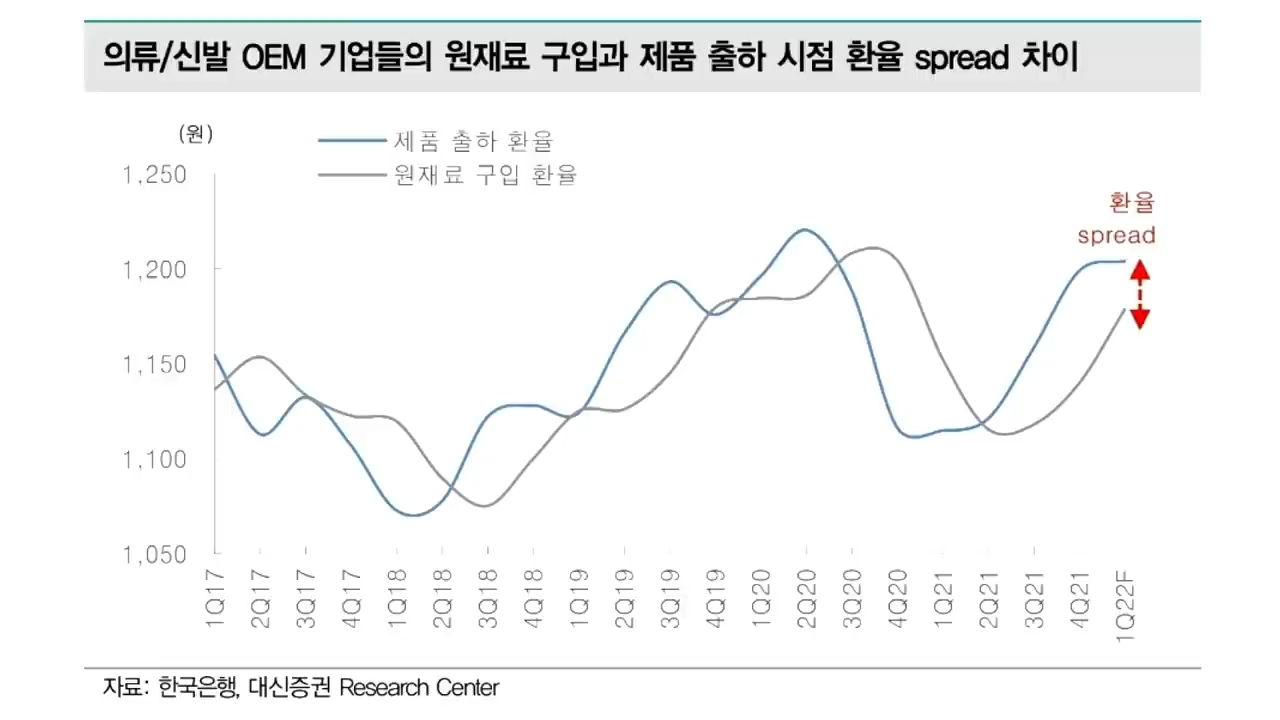 의류/신발 OEM 기업들의 원재료 구입과 제품 출하 시점 환율 spread 차이
(원)
제품 출하 환율
원재료 구입 환율
1,250
1,200
1,150
1,100
1,050
환율
spread
1Q17
2Q17
3Q17
4Q17
1Q18
2Q18
3Q18
4Q18
1Q19
2Q19
3Q19
4Q19
1Q20
2Q20
3Q20
4Q20
1Q21
2Q21
3Q21
4Q21
1Q22F
자료: 한국은행, 대신증권 Research Center